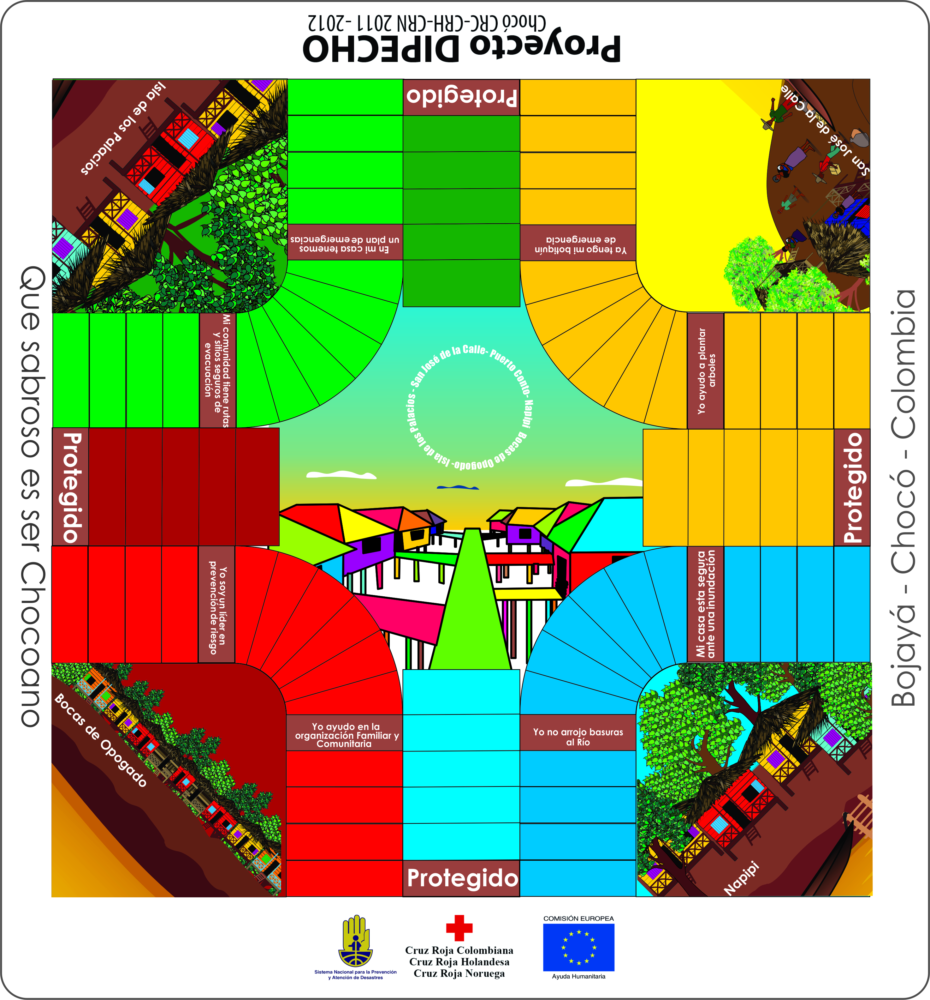 Proyecto DIPECHO
Chocó CRC-CRH-CRN 2011 -2012
Isla de los Palacios
Protegido
San José de la Calle
En mi casa tenemos
un plan de emergencias
Ya tengo mi botiquín
de emergencia
Mi comunidad tiene rutas
y sitios seguros de
evacuación
Yo ayudo a plantar
arboles
San José de la Calle- Puerto Conto- Napipi Bocas de Opogodo- Isla de los Palacios -
Que sabroso es ser Chocoano
Bojayá - Chocó - Colombia
Protegido
Protegido
Yo soy un líder en
prevenciónde riesgo
Mi casa esta segura
ante una inundación
Bocas de Opogado
Yo ayudo en la
organización Familiar y
Comunitaria
Yo no arrojo basuras
al Río
Napipi
Protegido
Sistema Nacional para la Prevención
y Atención de Desastres
Cruz Roja Colombiana
Cruz Roja Holandesa
Cruz Roja Noruega
COMISIÓN EUROPEA
Ayuda Humanitaria